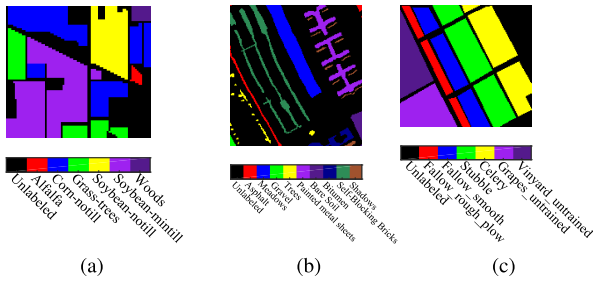 Unlabeled
Alfalfa
Corn-notill
Grass-trees
Soybean-notill
Soybean-mintill
Woods
Unlabeled
Asphalt
Meadows
Gravel
Trees
Painted metal sheets
Bare Soil
Bitumen
Self-Blocking Bricks
Shadows
Unlabeled
Fallow_rough_plow
Fallow_smooth
Stubble
Celery
Grapes_untrained
Vinyard_untrained
(a)
(b)
(c)